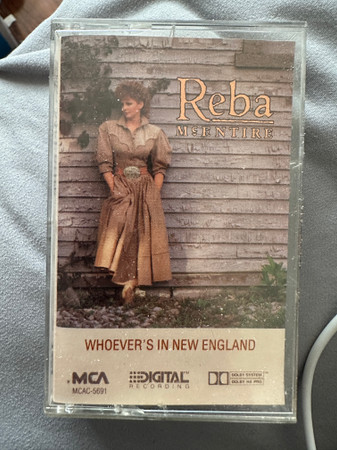 Reba
McENTIRE
WHOEVER'S IN NEW ENGLAND
MCA
MCAC-5691
DIGITAL
RECORDING
DOLBY SYSTEM
DOLBY HX PRO